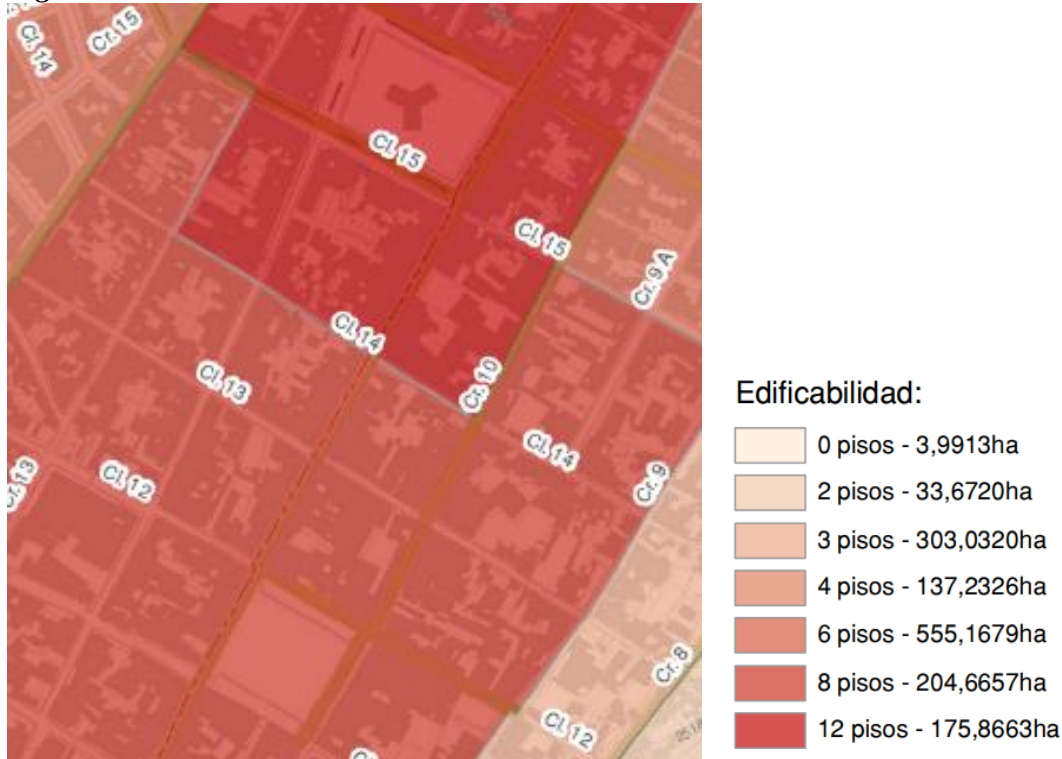 Cl. 14
Cr. 15
Cl. 15
Cl. 15
Cr. 9 A
Cl. 14
Cr. 10
Cl. 13
Cl. 14
Cr. 9
Cl. 12
Cr. 13
Cr. 8
Cl. 12
Edificabilidad:
0 pisos - 3,9913ha
2 pisos - 33,6720ha
3 pisos - 303,0320ha
4 pisos - 137,2326ha
6 pisos - 555,1679ha
8 pisos - 204,6657ha
12 pisos - 175,8663ha